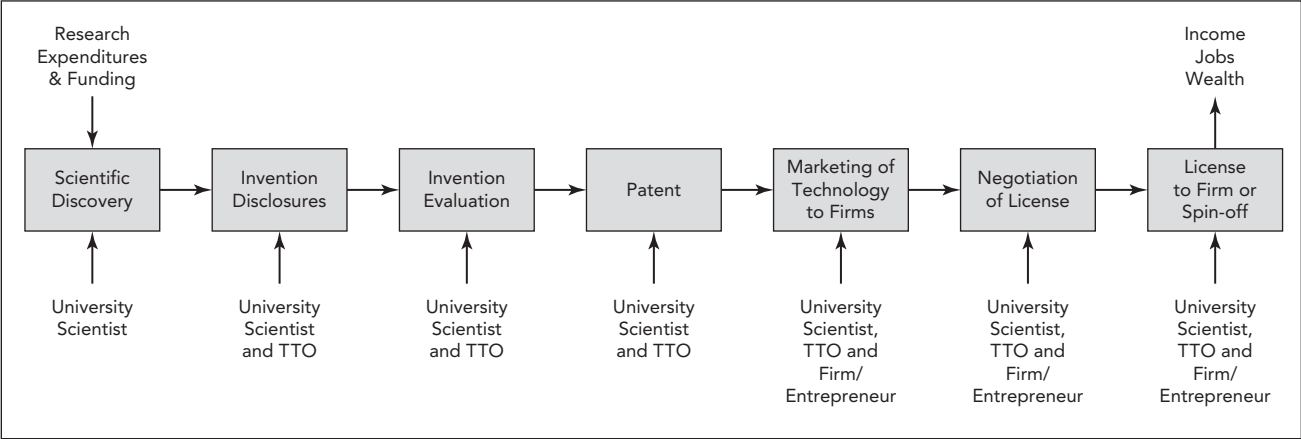 Research
Expenditures
& Funding
Income
Jobs
Wealth
Scientific
Discovery
Invention
Disclosures
Invention
Evaluation
Patent
Marketing of
Technology
to Firms
Negotiation
of License
License
to Firm or
Spin-off
University
Scientist
University
Scientist
and TTO
University
Scientist
and TTO
University
Scientist
and TTO
University
Scientist,
TTO and
Firm/
Entrepreneur
University
Scientist,
TTO and
Firm/
Entrepreneur
University
Scientist,
TTO and
Firm/
Entrepreneur